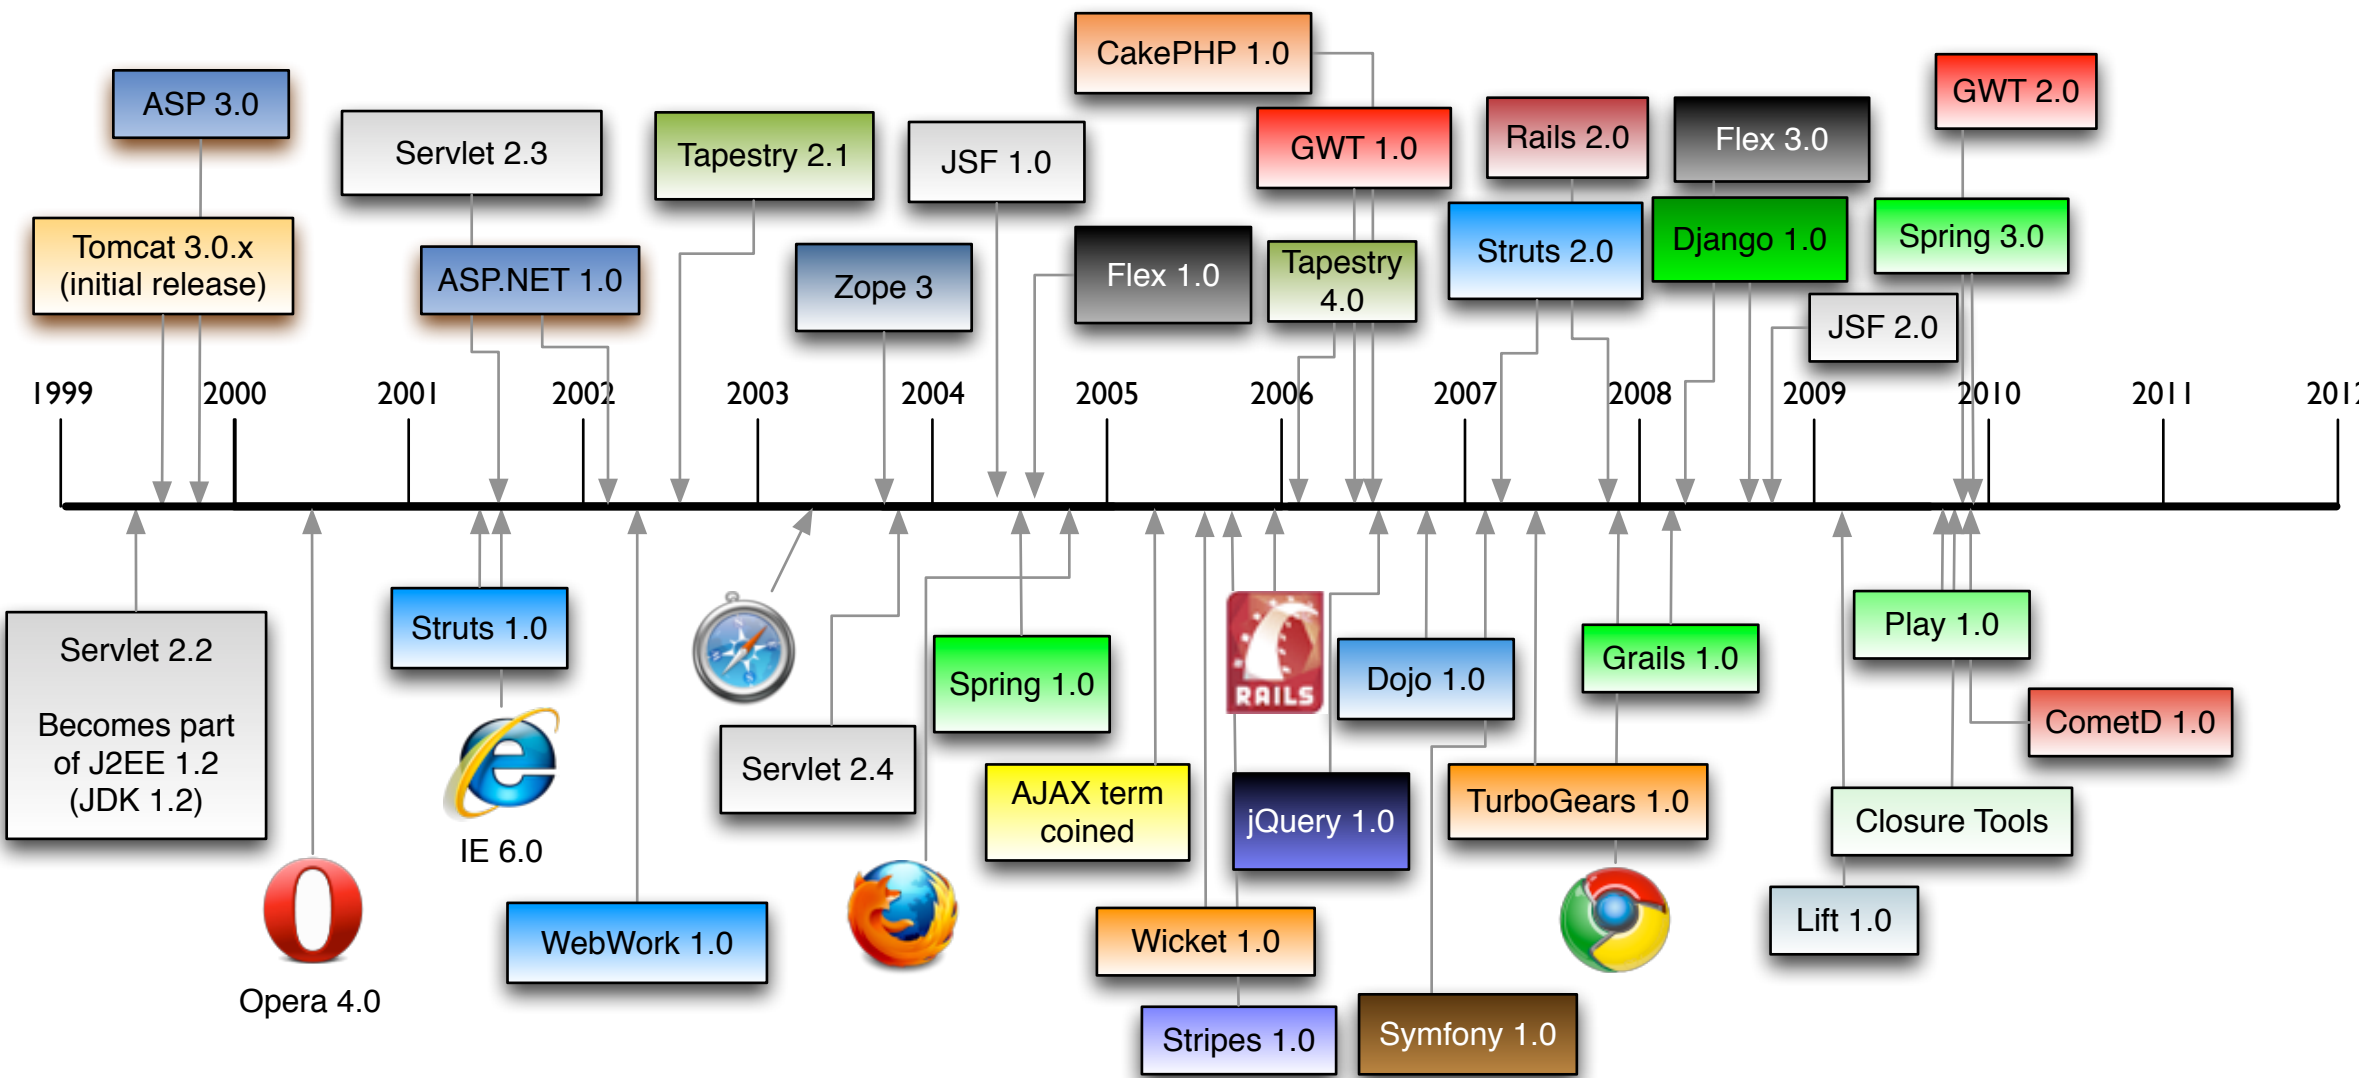 CakePHP 1.0
ASP 3.0
GWT 2.0
Servlet 2.3
Tapestry 2.1
JSF 1.0
GWT 1.0
Rails 2.0
Flex 3.0
Tomcat 3.0.x
(initial release)
ASP.NET 1.0
Zope 3
Flex 1.0
Tapestry
4.0
Struts 2.0
Django 1.0
Spring 3.0
JSF 2.0
1999
2000
2001
2002
2003
2004
2005
2006
2007
2008
2009
2010
2011
2012
Servlet 2.2
Becomes part
of J2EE 1.2
(JDK 1.2)
Struts 1.0
IE 6.0
Opera 4.0
WebWork 1.0
Servlet 2.4
Spring 1.0
AJAX term
coined
RAILS
jQuery 1.0
Dojo 1.0
Wicket 1.0
Stripes 1.0
Symfony 1.0
TurboGears 1.0
Grails 1.0
Play 1.0
CometD 1.0
Closure Tools
Lift 1.0